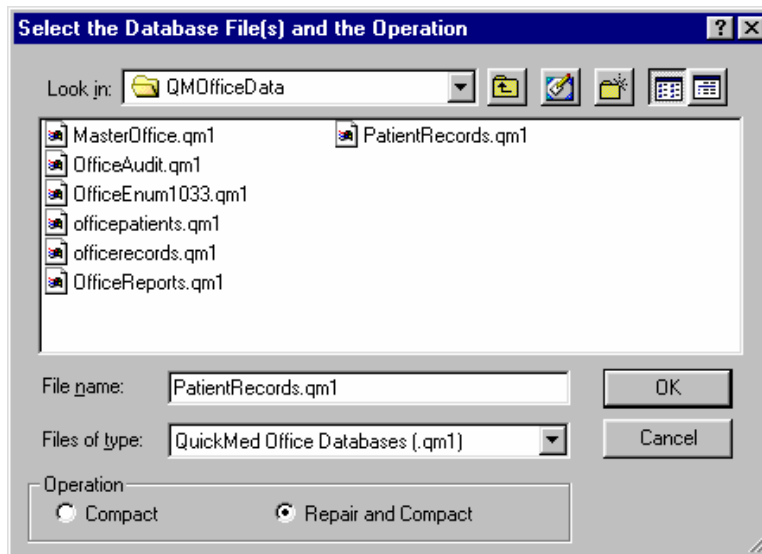 Select the Database File(s) and the Operation
Look in: QMOfficeData
MasterOffice.qm1
OfficeAudit.qm1
OfficeEnum1033.qm1
officepatients.qm1
officerecords.qm1
OfficeReports.qm1
PatientRecords.qm1
File name: PatientRecords.qm1
OK
Files of type: QuickMed Office Databases (.qm1)
Cancel
Operation
Compact Repair and Compact